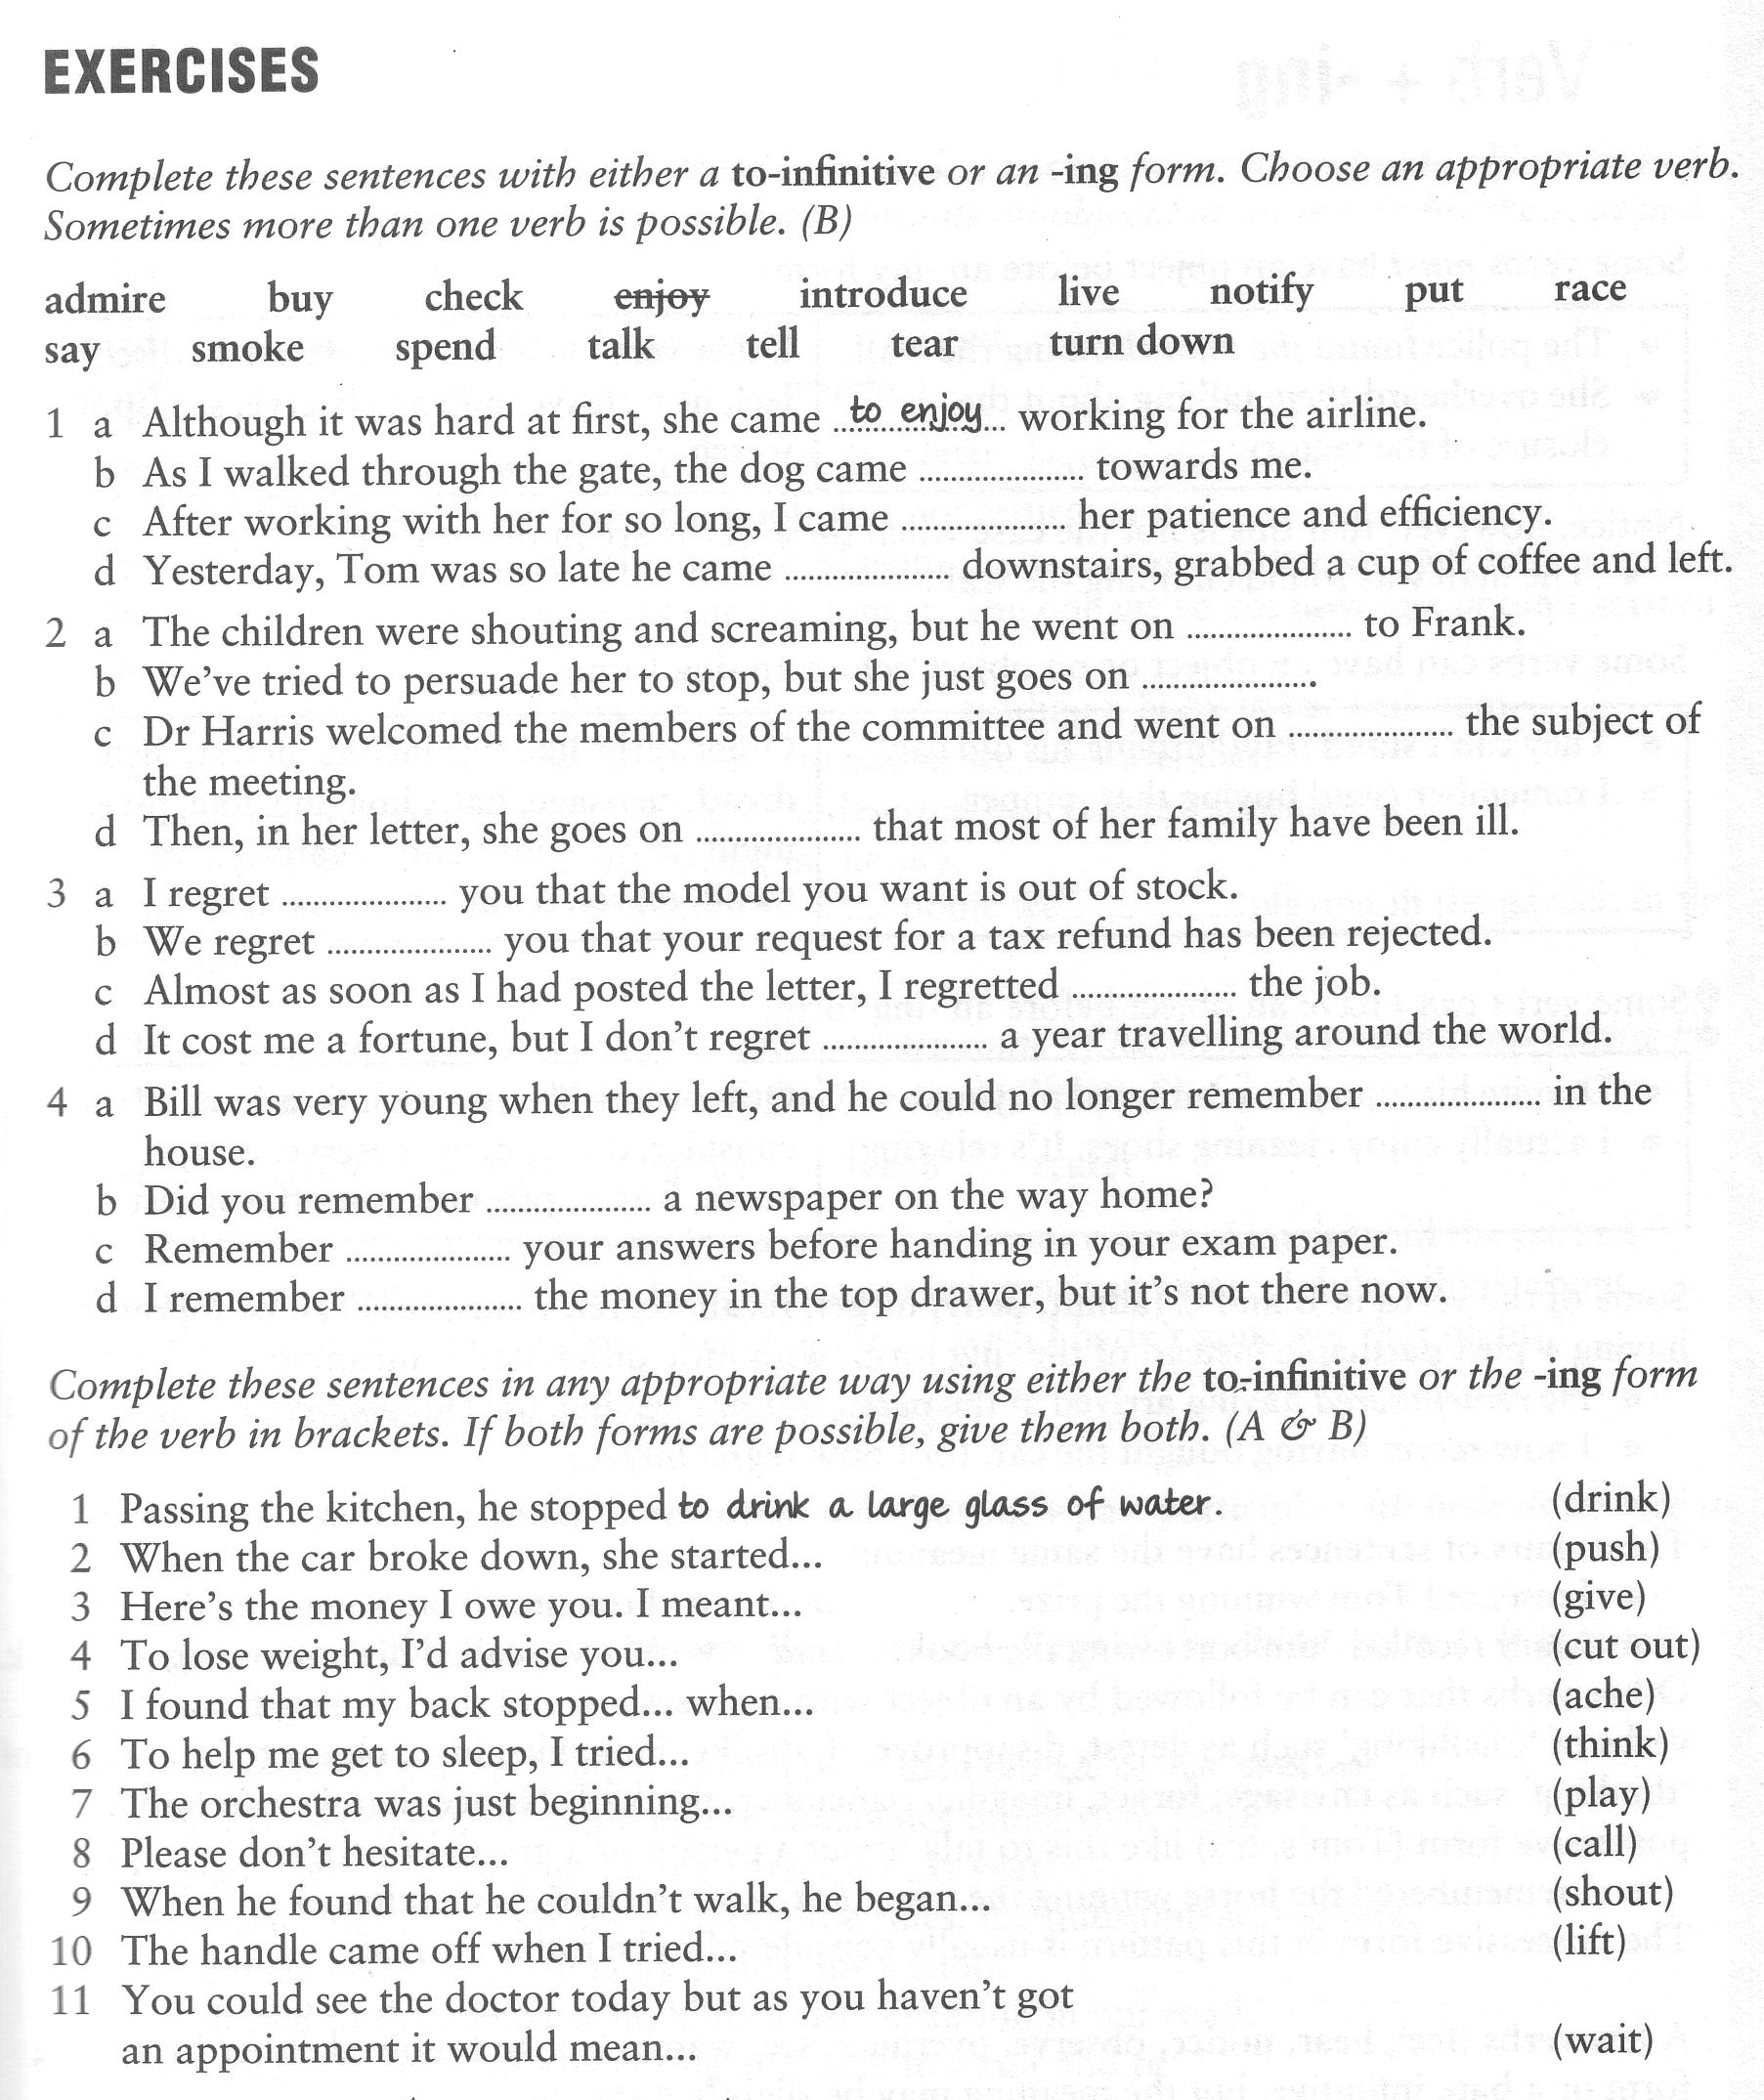 EXERCISES
Complete these sentences with either a to-infinitive or an -ing form. Choose an appropriate verb.
Sometimes more than one verb is possible. (B)
admire buy check enjoy introduce live notify put race
say smoke spend talk tell tear turn down
1 a Although it was hard at first, she came ...to enjoy... working for the airline.
b As I walked through the gate, the dog came .................... towards me.
c After working with her for so long, I came .................... her patience and efficiency.
d Yesterday, Tom was so late he came .................... downstairs, grabbed a cup of coffee and left.
2 a The children were shouting and screaming, but he went on .................... to Frank.
b We've tried to persuade her to stop, but she just goes on .....................
c Dr Harris welcomed the members of the committee and went on .................... the subject of
the meeting.
d Then, in her letter, she goes on .................... that most of her family have been ill.
3 a I regret .................... you that the model you want is out of stock.
b We regret .................... you that your request for a tax refund has been rejected.
c Almost as soon as I had posted the letter, I regretted .................... the job.
d It cost me a fortune, but I don't regret .................... a year travelling around the world.
4 a Bill was very young when they left, and he could no longer remember .................... in the
house.
b Did you remember .................... a newspaper on the way home?
c Remember .................... your answers before handing in your exam paper.
d I remember .................... the money in the top drawer, but it's not there now.
Complete these sentences in any appropriate way using either the to-infinitive or the -ing form
of the verb in brackets. If both forms are possible, give them both. (A & B)
1 Passing the kitchen, he stopped to drink a large glass of water. (drink)
2 When the car broke down, she started... (push)
3 Here's the money I owe you. I meant... (give)
4 To lose weight, I'd advise you... (cut out)
5 I found that my back stopped... when... (ache)
6 To help me get to sleep, I tried... (think)
7 The orchestra was just beginning... (play)
8 Please don't hesitate... (call)
9 When he found that he couldn't walk, he began... (shout)
10 The handle came off when I tried... (lift)
11 You could see the doctor today but as you haven't got
an appointment it would mean... (wait)